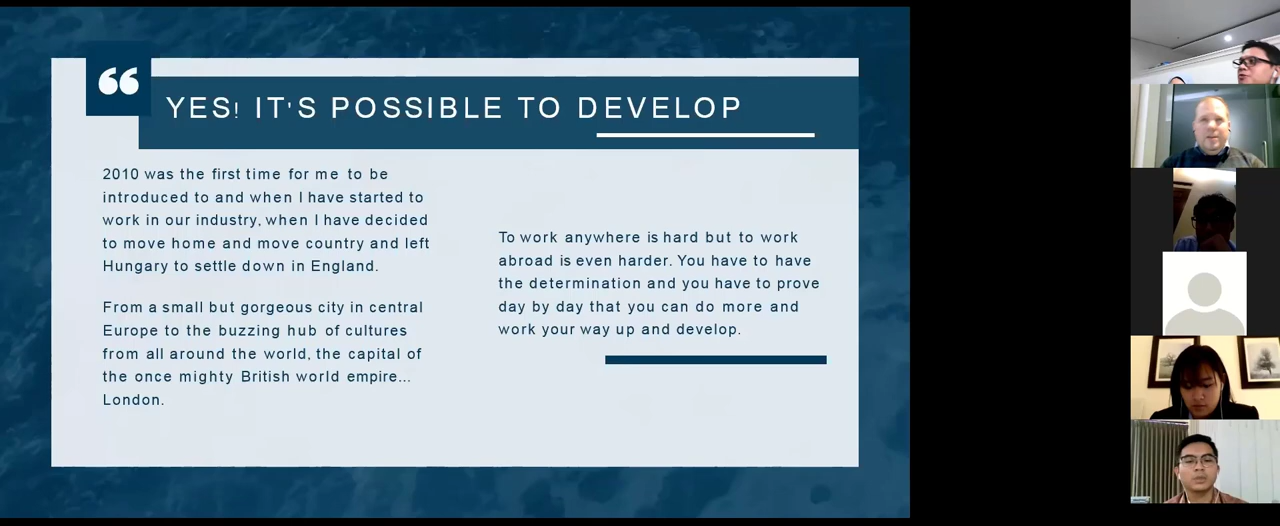 YES! IT'S POSSIBLE TO DEVELOP
2010 was the first time for me to be
introduced to and when I have started to
work in our industry, when I have decided
to move home and move country and left
Hungary to settle down in England.
From a small but gorgeous city in central
Europe to the buzzing hub of cultures
from all around the world, the capital of
the once mighty British world empire...
London.
To work anywhere is hard but to work
abroad is even harder. You have to have
the determination and you have to prove
day by day that you can do more and
work your way up and develop.